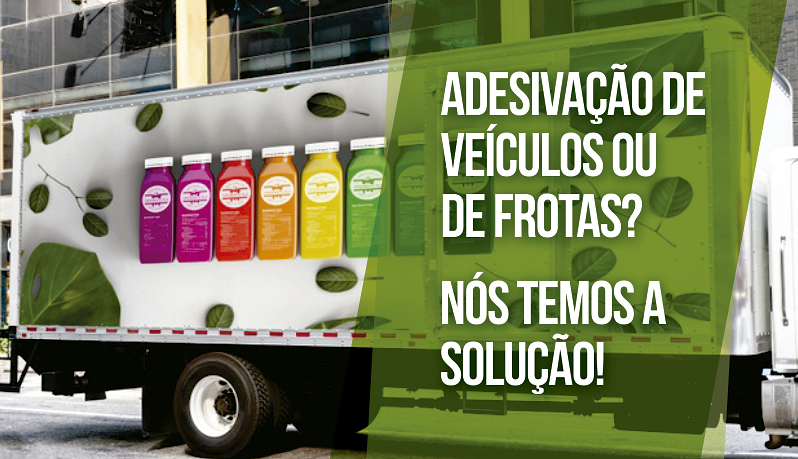 ADESIVAÇÃO DE
VEÍCULOS OU
DE FROTAS?
NÓS TEMOS A
SOLUÇÃO!